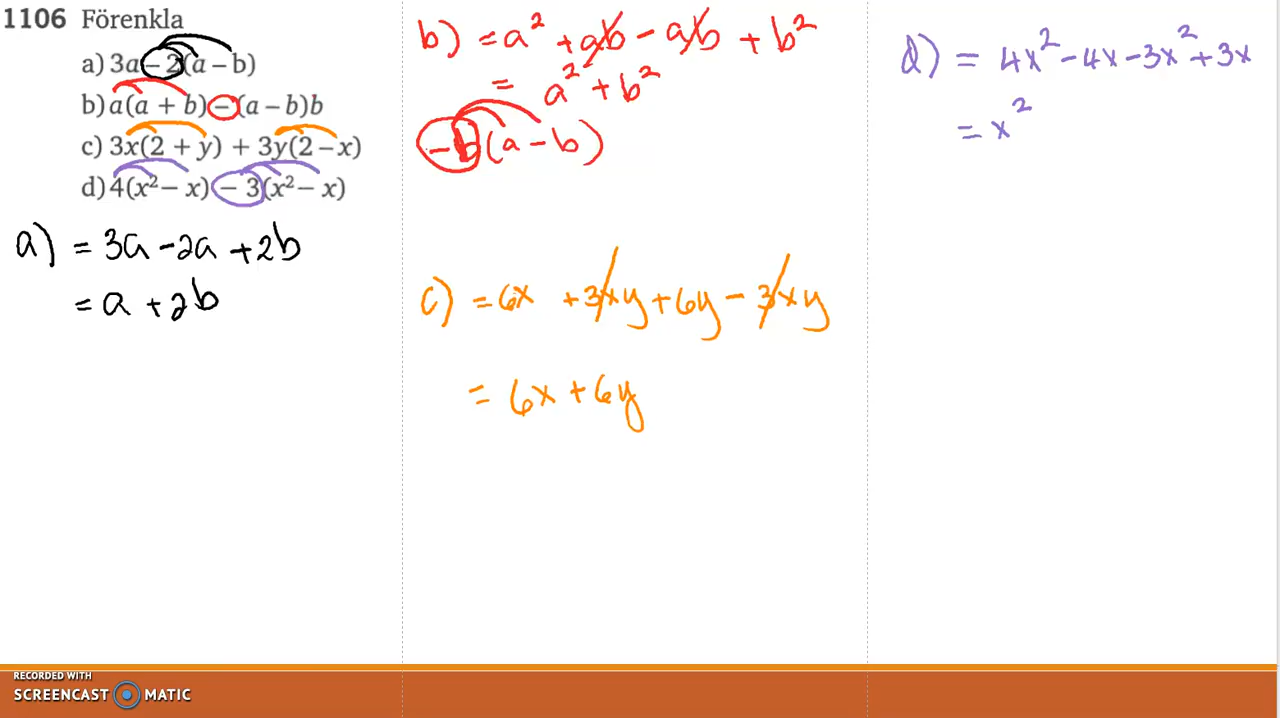 1106 Förenkla
a) 3a − 2(a − b)
b) a(a + b) − (a − b)b
c) 3x(2 + y) + 3y(2 − x)
d) 4(x² − x) − 3(x² − x)
a) = 3a − 2a + 2b
= a + 2b
b) = a² + ab − ab + b²
= a² + b²
− b(a − b)
c) = 6x + 3xy + 6y − 3xy
= 6x + 6y
d) = 4x² − 4x − 3x² + 3x
= x²
RECORDED WITH
SCREENCAST MATIC